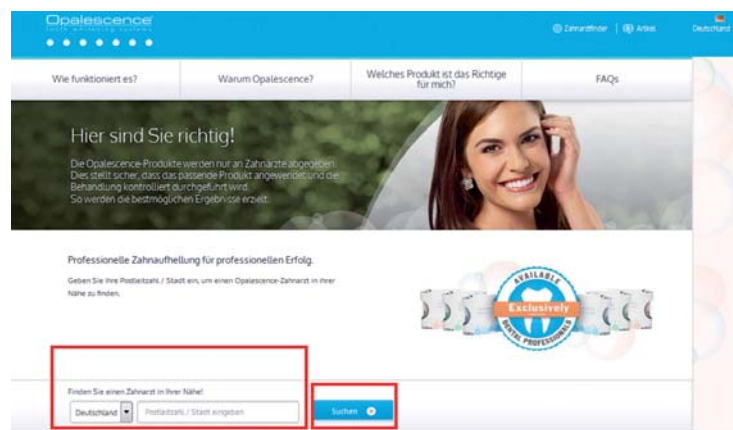 Opalescence®
tooth whitening systems
Zahnarztfinder | Artikel
Deutschland
Wie funktioniert es?
Warum Opalescence?
Welches Produkt ist das Richtige
für mich?
FAQs
Hier sind Sie richtig!
Die Opalescence-Produkte werden nur an Zahnärzte abgegeben.
Dies stellt sicher, dass das passende Produkt angewendet und die
Behandlung kontrolliert durchgeführt wird.
So werden die bestmöglichen Ergebnisse erzielt.
Professionelle Zahnaufhellung für professionellen Erfolg.
Geben Sie Ihre Postleitzahl / Stadt ein, um einen Opalescence-Zahnarzt in Ihrer
Nähe zu finden.
AVAILABLE
Exclusively
DENTAL PROFESSIONALS
Finden Sie einen Zahnarzt in Ihrer Nähe!
Deutschland
Postleitzahl / Stadt eingeben
Suchen